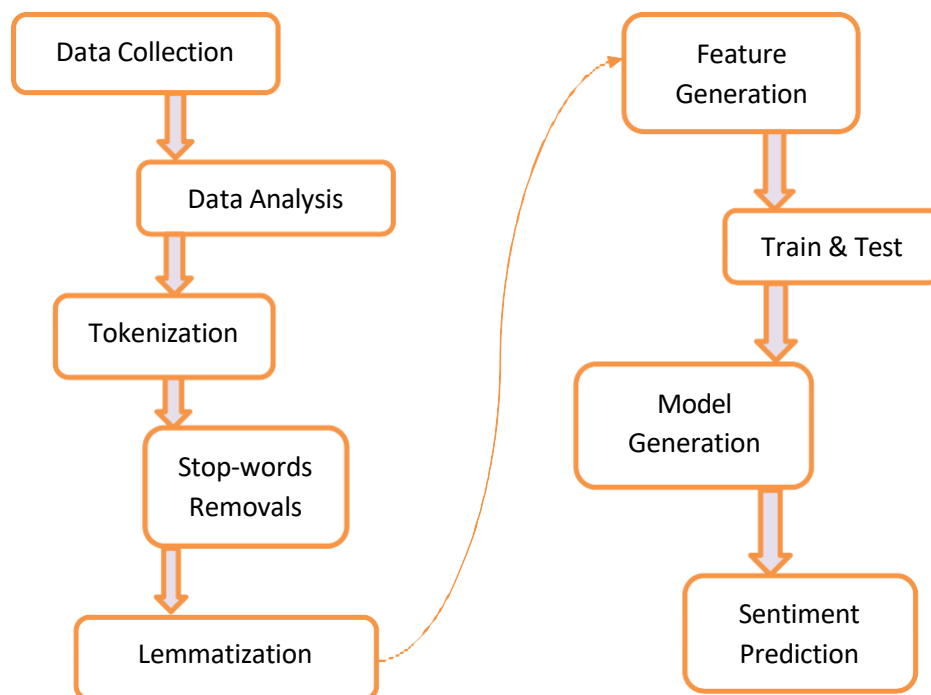 Data Collection
Data Analysis
Tokenization
Stop-words
Removals
Lemmatization
Feature
Generation
Train & Test
Model
Generation
Sentiment
Prediction